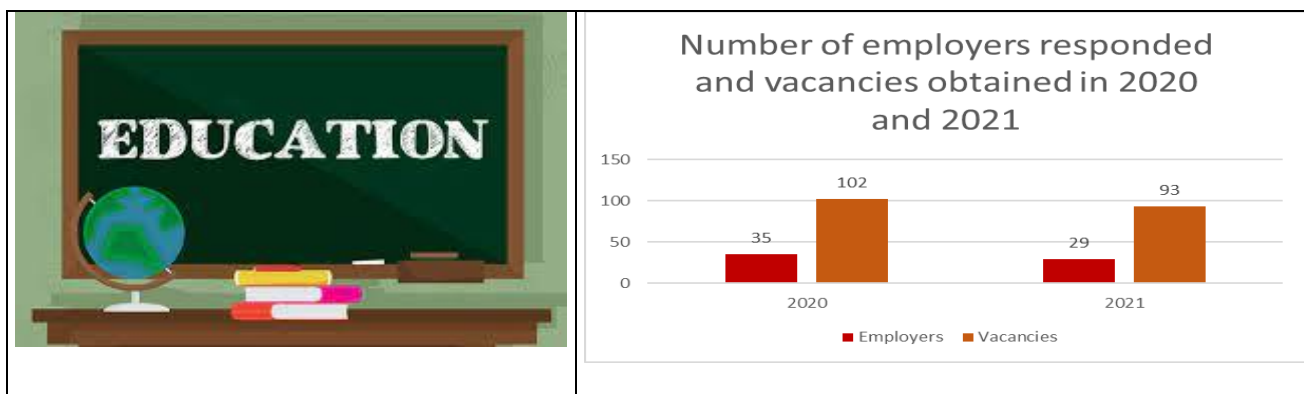 EDUCATION
Number of employers responded
and vacancies obtained in 2020
and 2021
150
100
50
0
35
102
29
93
2020
2021
Employers
Vacancies